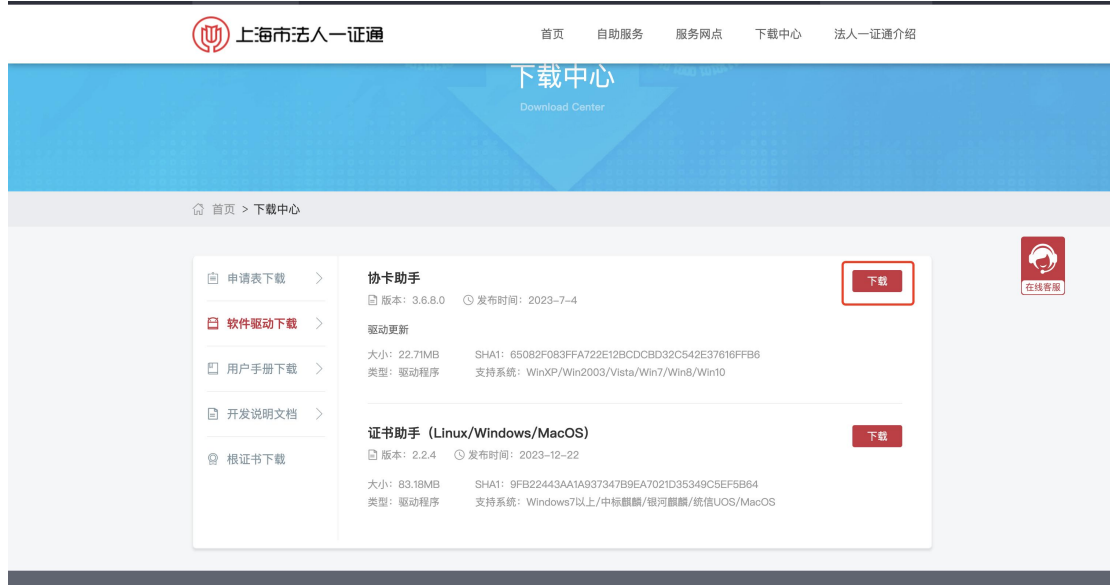 上海市法人一证通
首页 自助服务 服务网点 下载中心 法人一证通介绍
下载中心
Download Center
首页 > 下载中心
申请表下载
软件驱动下载
用户手册下载
开发说明文档
根证书下载
协卡助手
下载
版本：3.6.8.0 发布时间：2023-7-4
驱动更新
大小：22.71MB SHA1：65082F083FFA722E12BCDCBD32C542E37616FFB6
类型：驱动程序 支持系统：WinXP/Win2003/Vista/Win7/Win8/Win10
证书助手（Linux/Windows/MacOS）
下载
版本：2.2.4 发布时间：2023-12-22
大小：83.18MB SHA1：9FB22443AA1A937347B9EA7021D35349C5EF5B64
类型：驱动程序 支持系统：Windows7以上/中标麒麟/银河麒麟/统信UOS/MacOS
在线客服